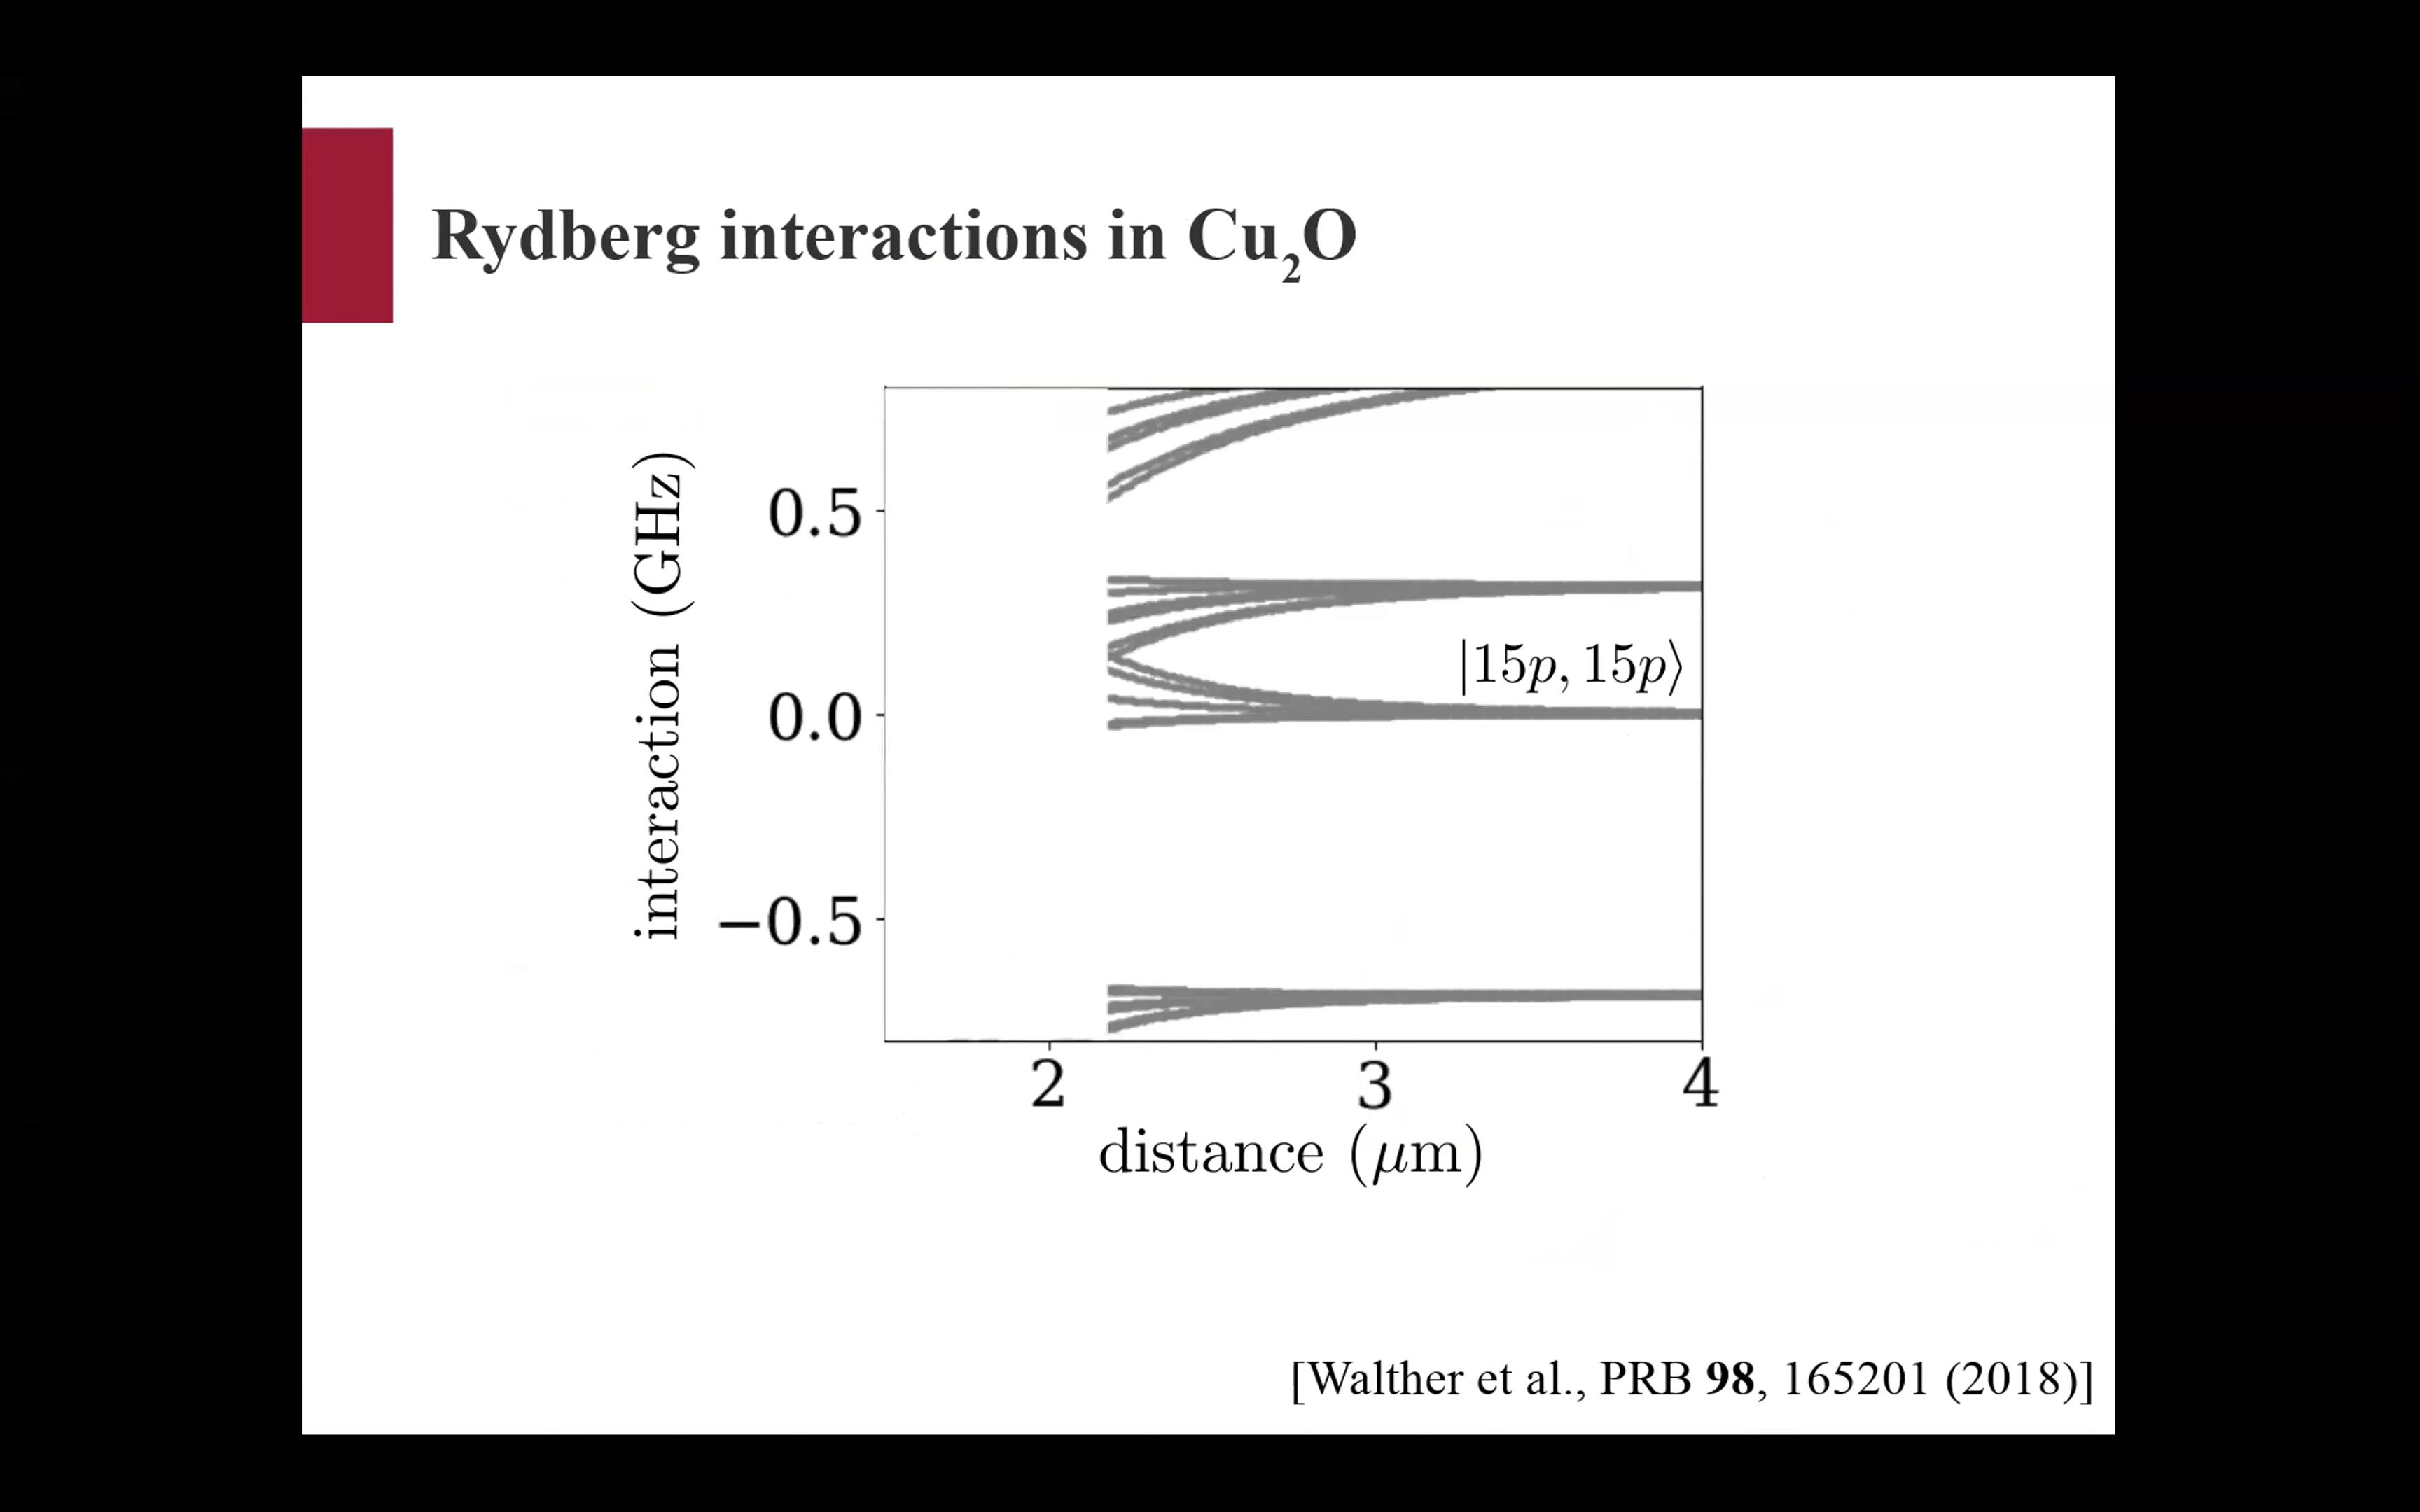 Rydberg interactions in Cu₂O
interaction (GHz)
0.5
0.0
−0.5
|15p, 15p⟩
2 3 4
distance (μm)
[Walther et al., PRB 98, 165201 (2018)]